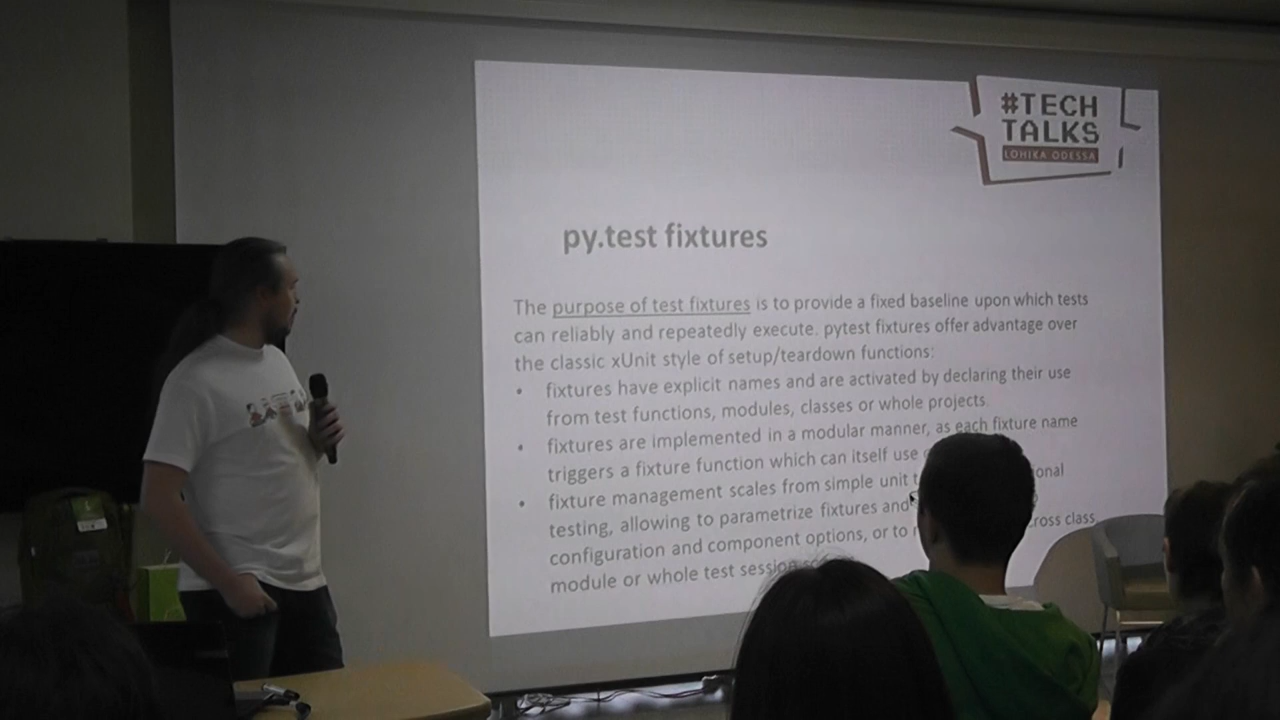 #TECH
TALKS
LOHIKA ODESSA
py.test fixtures
The purpose of test fixtures is to provide a fixed baseline upon which tests
can reliably and repeatedly execute. pytest fixtures offer advantage over
the classic xUnit style of setup/teardown functions:
• fixtures have explicit names and are activated by declaring their use
from test functions, modules, classes or whole projects.
• fixtures are implemented in a modular manner, as each fixture name
triggers a fixture function which can itself use
• fixture management scales from simple unit
testing, allowing to parametrize fixtures and
configuration and component options, or to class,
module or whole test session